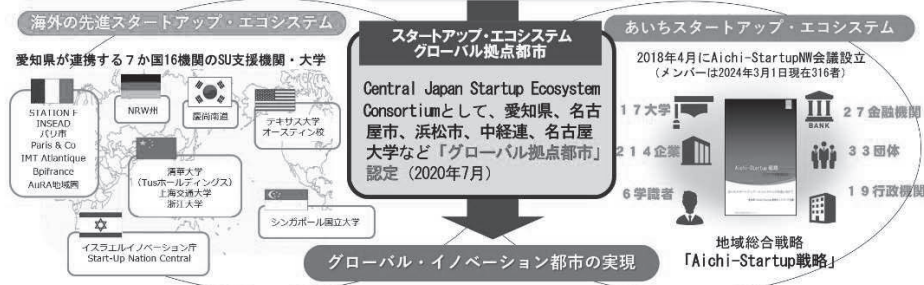 海外の先進スタートアップ・エコシステム
愛知県が連携する7か国16機関のSU支援機関・大学
STATION F
INSEAD
パリ市
Paris & Co
IMT Atlantique
Bpifrance
AuRA地域圏
NRW州
慶尚南道
テキサス大学
オースティン校
清華大学
(Tusホールディングス)
上海交通大学
浙江大学
シンガポール国立大学
イスラエルイノベーション庁
Start-Up Nation Central
スタートアップ・エコシステム
グローバル拠点都市
Central Japan Startup Ecosystem
Consortiumとして、愛知県、名古
屋市、浜松市、中経連、名古屋
大学など「グローバル拠点都市」
認定(2020年7月)
グローバル・イノベーション都市の実現
あいちスタートアップ・エコシステム
2018年4月にAichi-StartupNW会議設立
(メンバーは2024年3月1日現在316者)
17大学
214企業
6学識者
Aichi-Startup 戦略
BANK
27金融機関
33団体
19行政機関
地域総合戦略
「Aichi-Startup戦略」